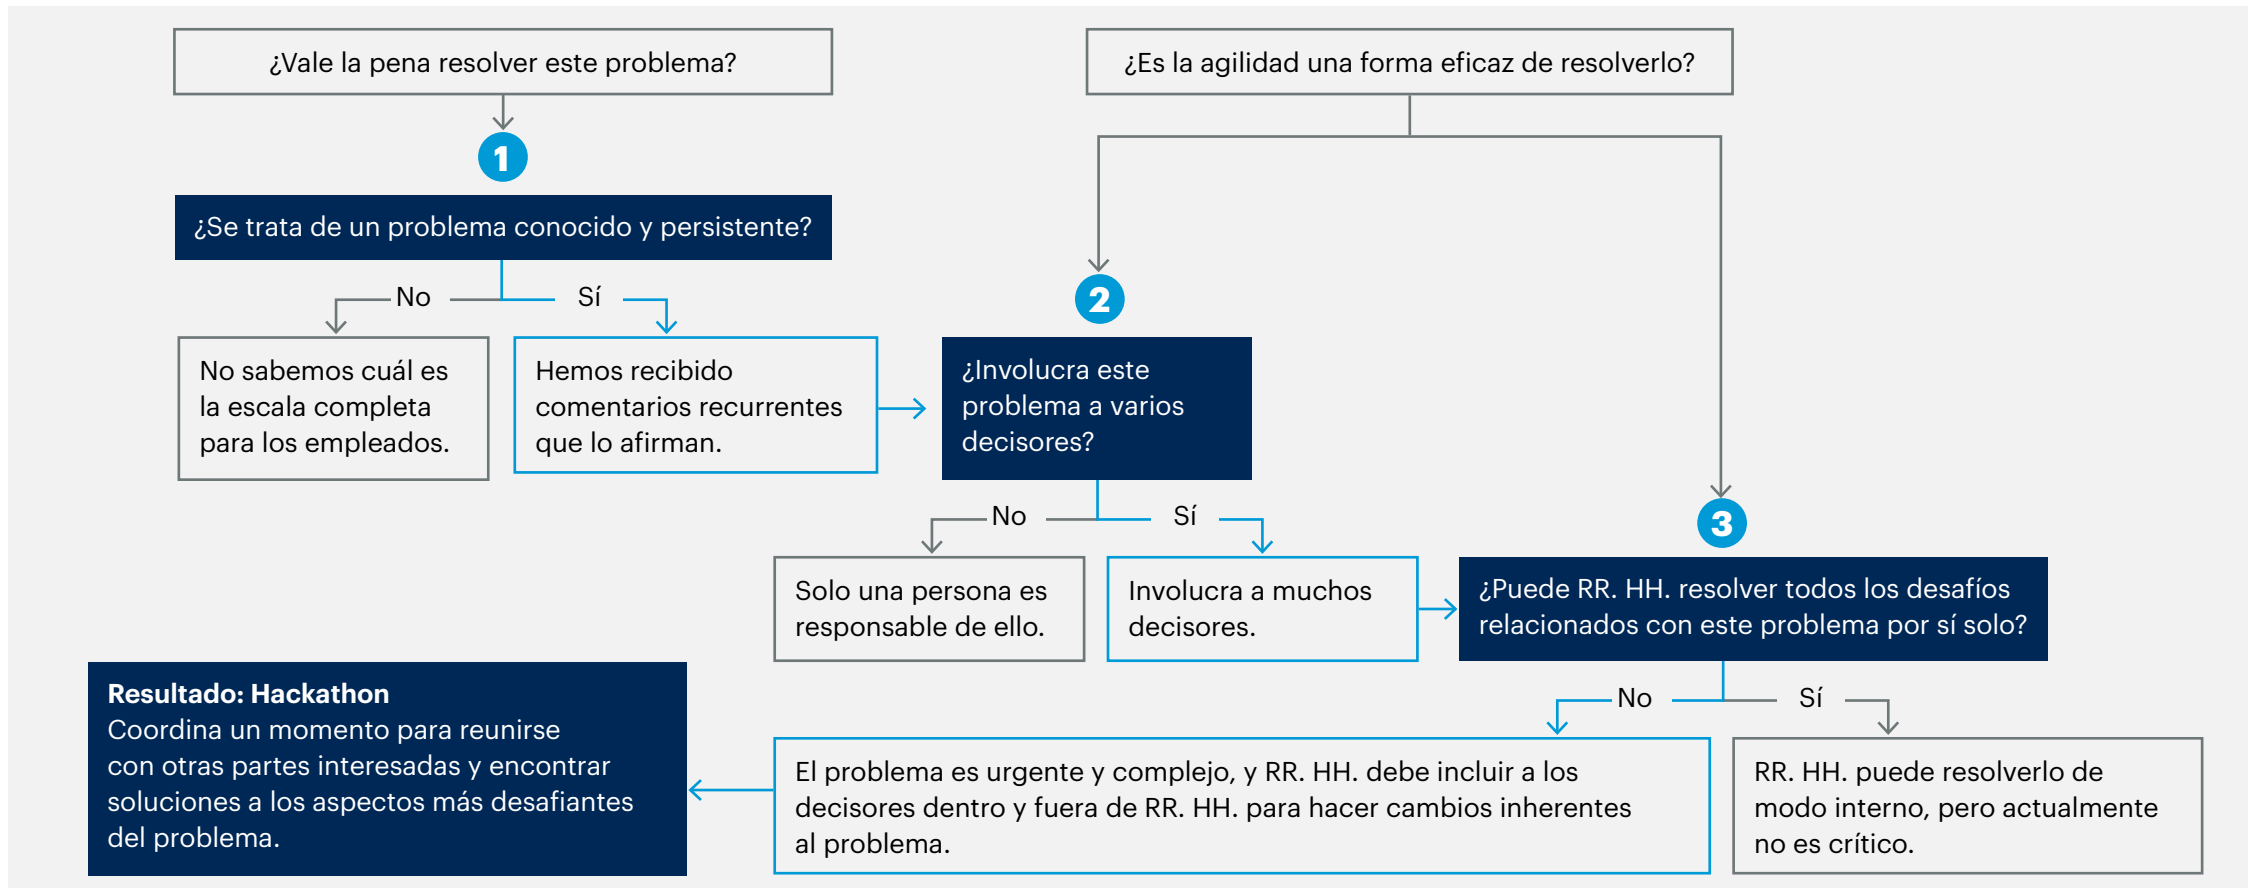 ¿Vale la pena resolver este problema?
¿Es la agilidad una forma eficaz de resolverlo?
1
¿Se trata de un problema conocido y persistente?
No
Sí
No sabemos cuál es
la escala completa
para los empleados.
Hemos recibido
comentarios recurrentes
que lo afirman.
2
¿Involucra este
problema a varios
decisores?
No
Sí
Solo una persona es
responsable de ello.
Involucra a muchos
decisores.
3
¿Puede RR. HH. resolver todos los desafíos
relacionados con este problema por sí solo?
No
Sí
El problema es urgente y complejo, y RR. HH. debe incluir a los
decisores dentro y fuera de RR. HH. para hacer cambios inherentes
al problema.
RR. HH. puede resolverlo de
modo interno, pero actualmente
no es crítico.
Resultado: Hackathon
Coordina un momento para reunirse
con otras partes interesadas y encontrar
soluciones a los aspectos más desafiantes
del problema.